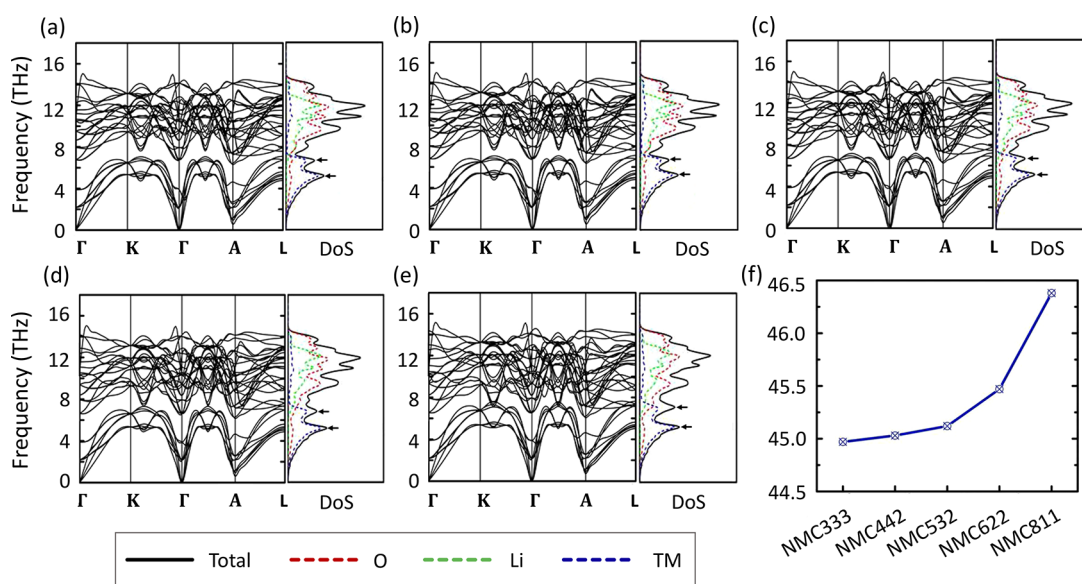 (a)
(b)
(c)
Frequency (THz)
16
12
8
4
0
Γ K Γ A L DoS
16
12
8
4
0
Γ K Γ A L DoS
16
12
8
4
0
Γ K Γ A L DoS
(d)
(e)
(f)
Frequency (THz)
16
12
8
4
0
Γ K Γ A L DoS
16
12
8
4
0
Γ K Γ A L DoS
46.5
46.0
45.5
45.0
44.5
NMC333
NMC442
NMC532
NMC622
NMC811
Total O Li TM